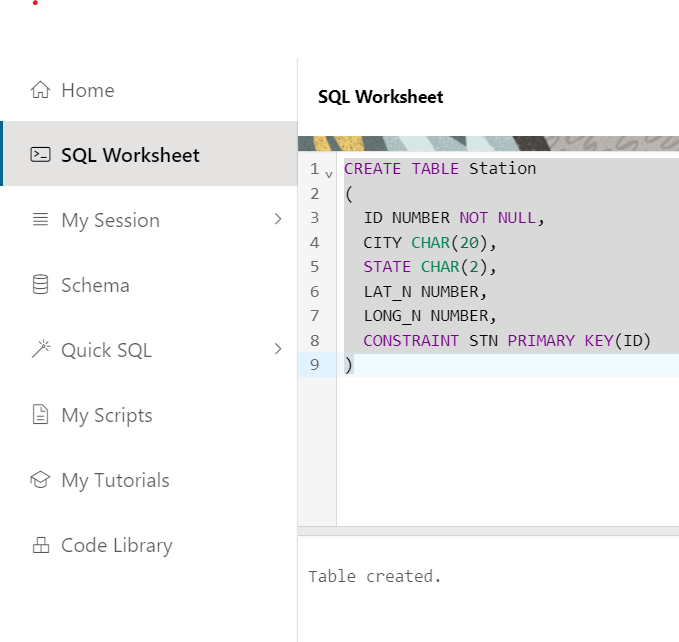 Home
SQL Worksheet
My Session
Schema
Quick SQL
My Scripts
My Tutorials
Code Library
SQL Worksheet
1 CREATE TABLE Station
2 (
3   ID NUMBER NOT NULL,
4   CITY CHAR(20),
5   STATE CHAR(2),
6   LAT_N NUMBER,
7   LONG_N NUMBER,
8   CONSTRAINT STN PRIMARY KEY(ID)
9 )
Table created.